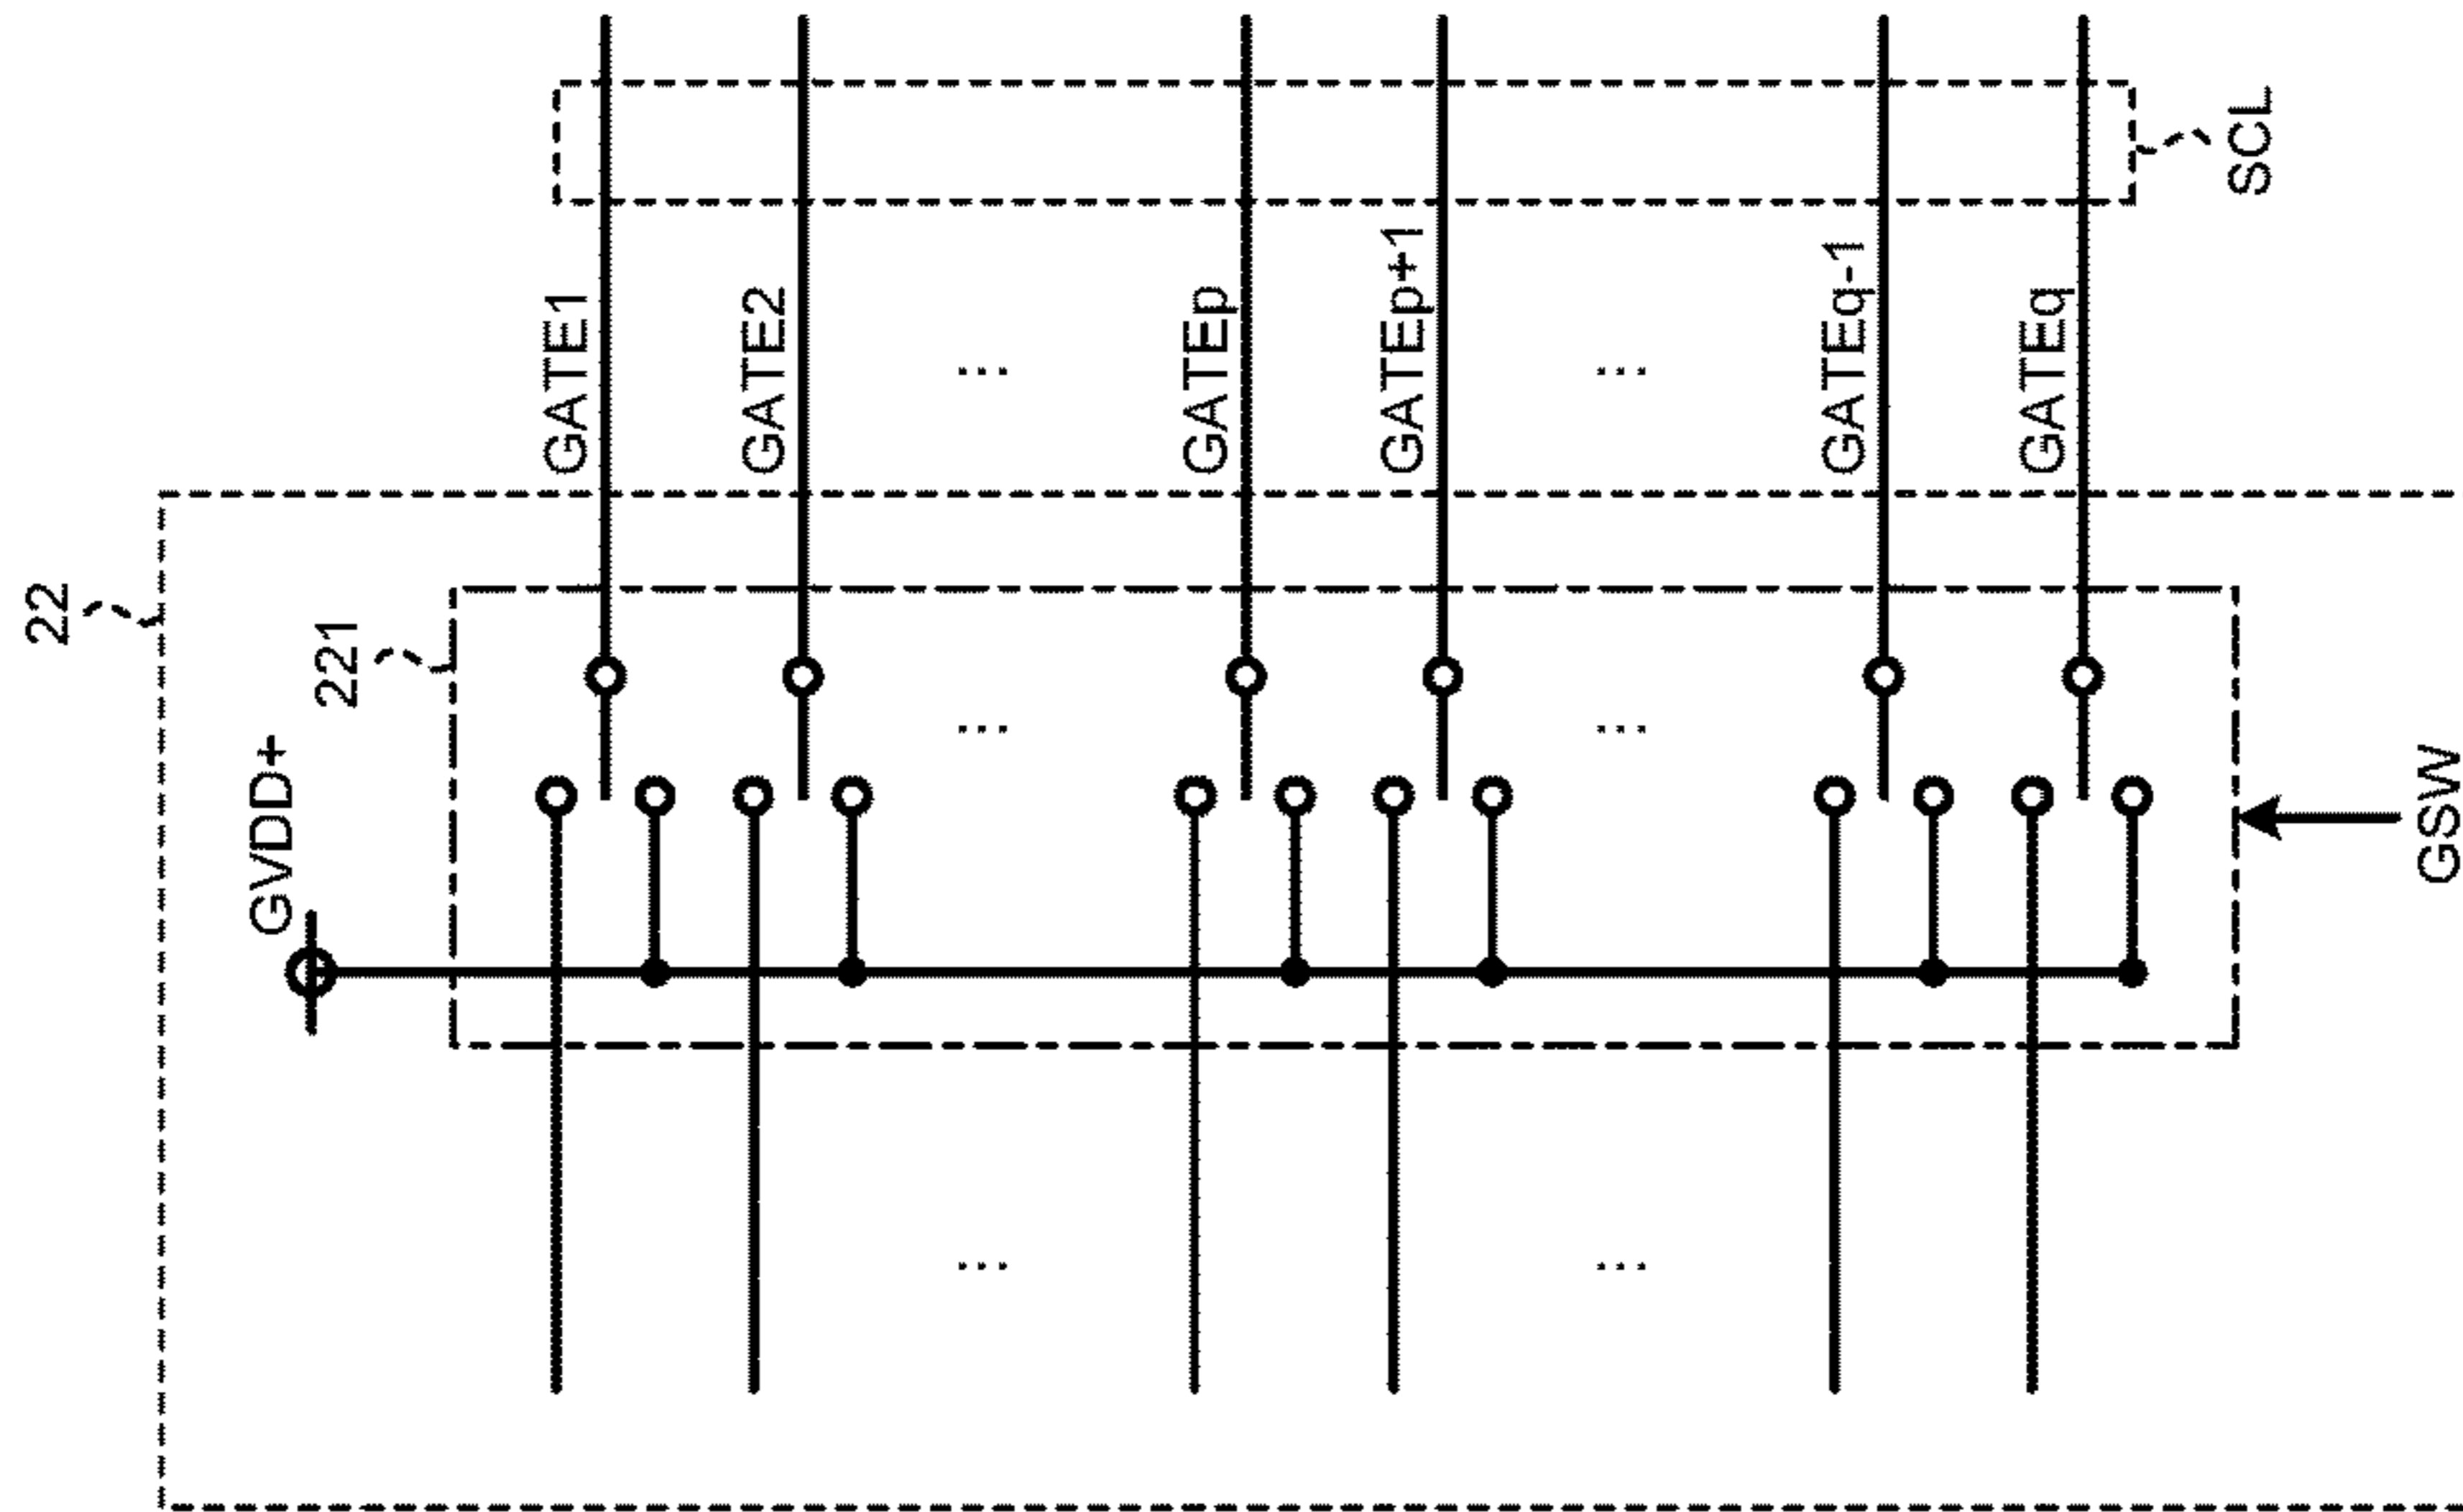 22
221
GVDD+
GATE1
GATE2
...
GATEp
GATEp+1
...
GATEq-1
GATEq
SCL
...
...
...
...
GSW